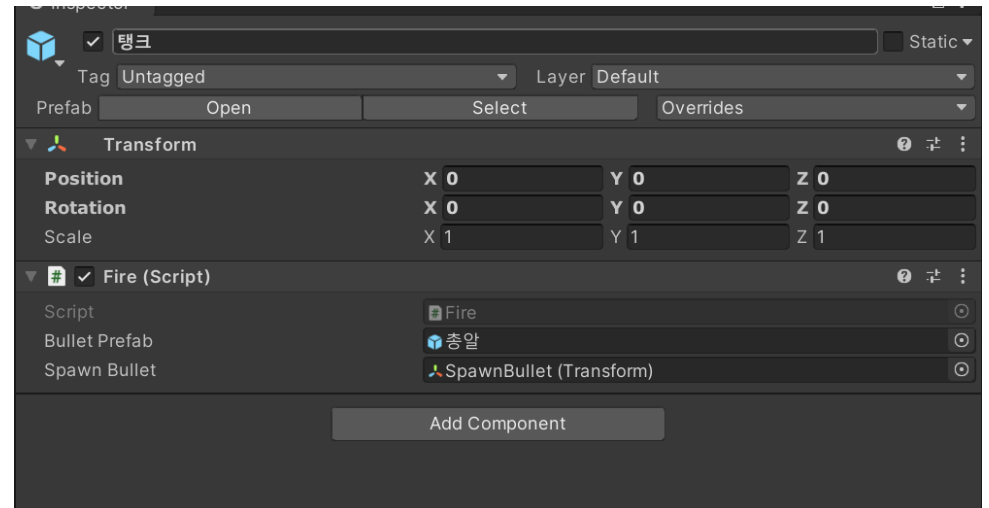 Inspector
탱크 Static
Tag Untagged Layer Default
Prefab Open Select Overrides
Transform
Position X 0 Y 0 Z 0
Rotation X 0 Y 0 Z 0
Scale X 1 Y 1 Z 1
# Fire (Script)
Script # Fire
Bullet Prefab 총알
Spawn Bullet SpawnBullet (Transform)
Add Component